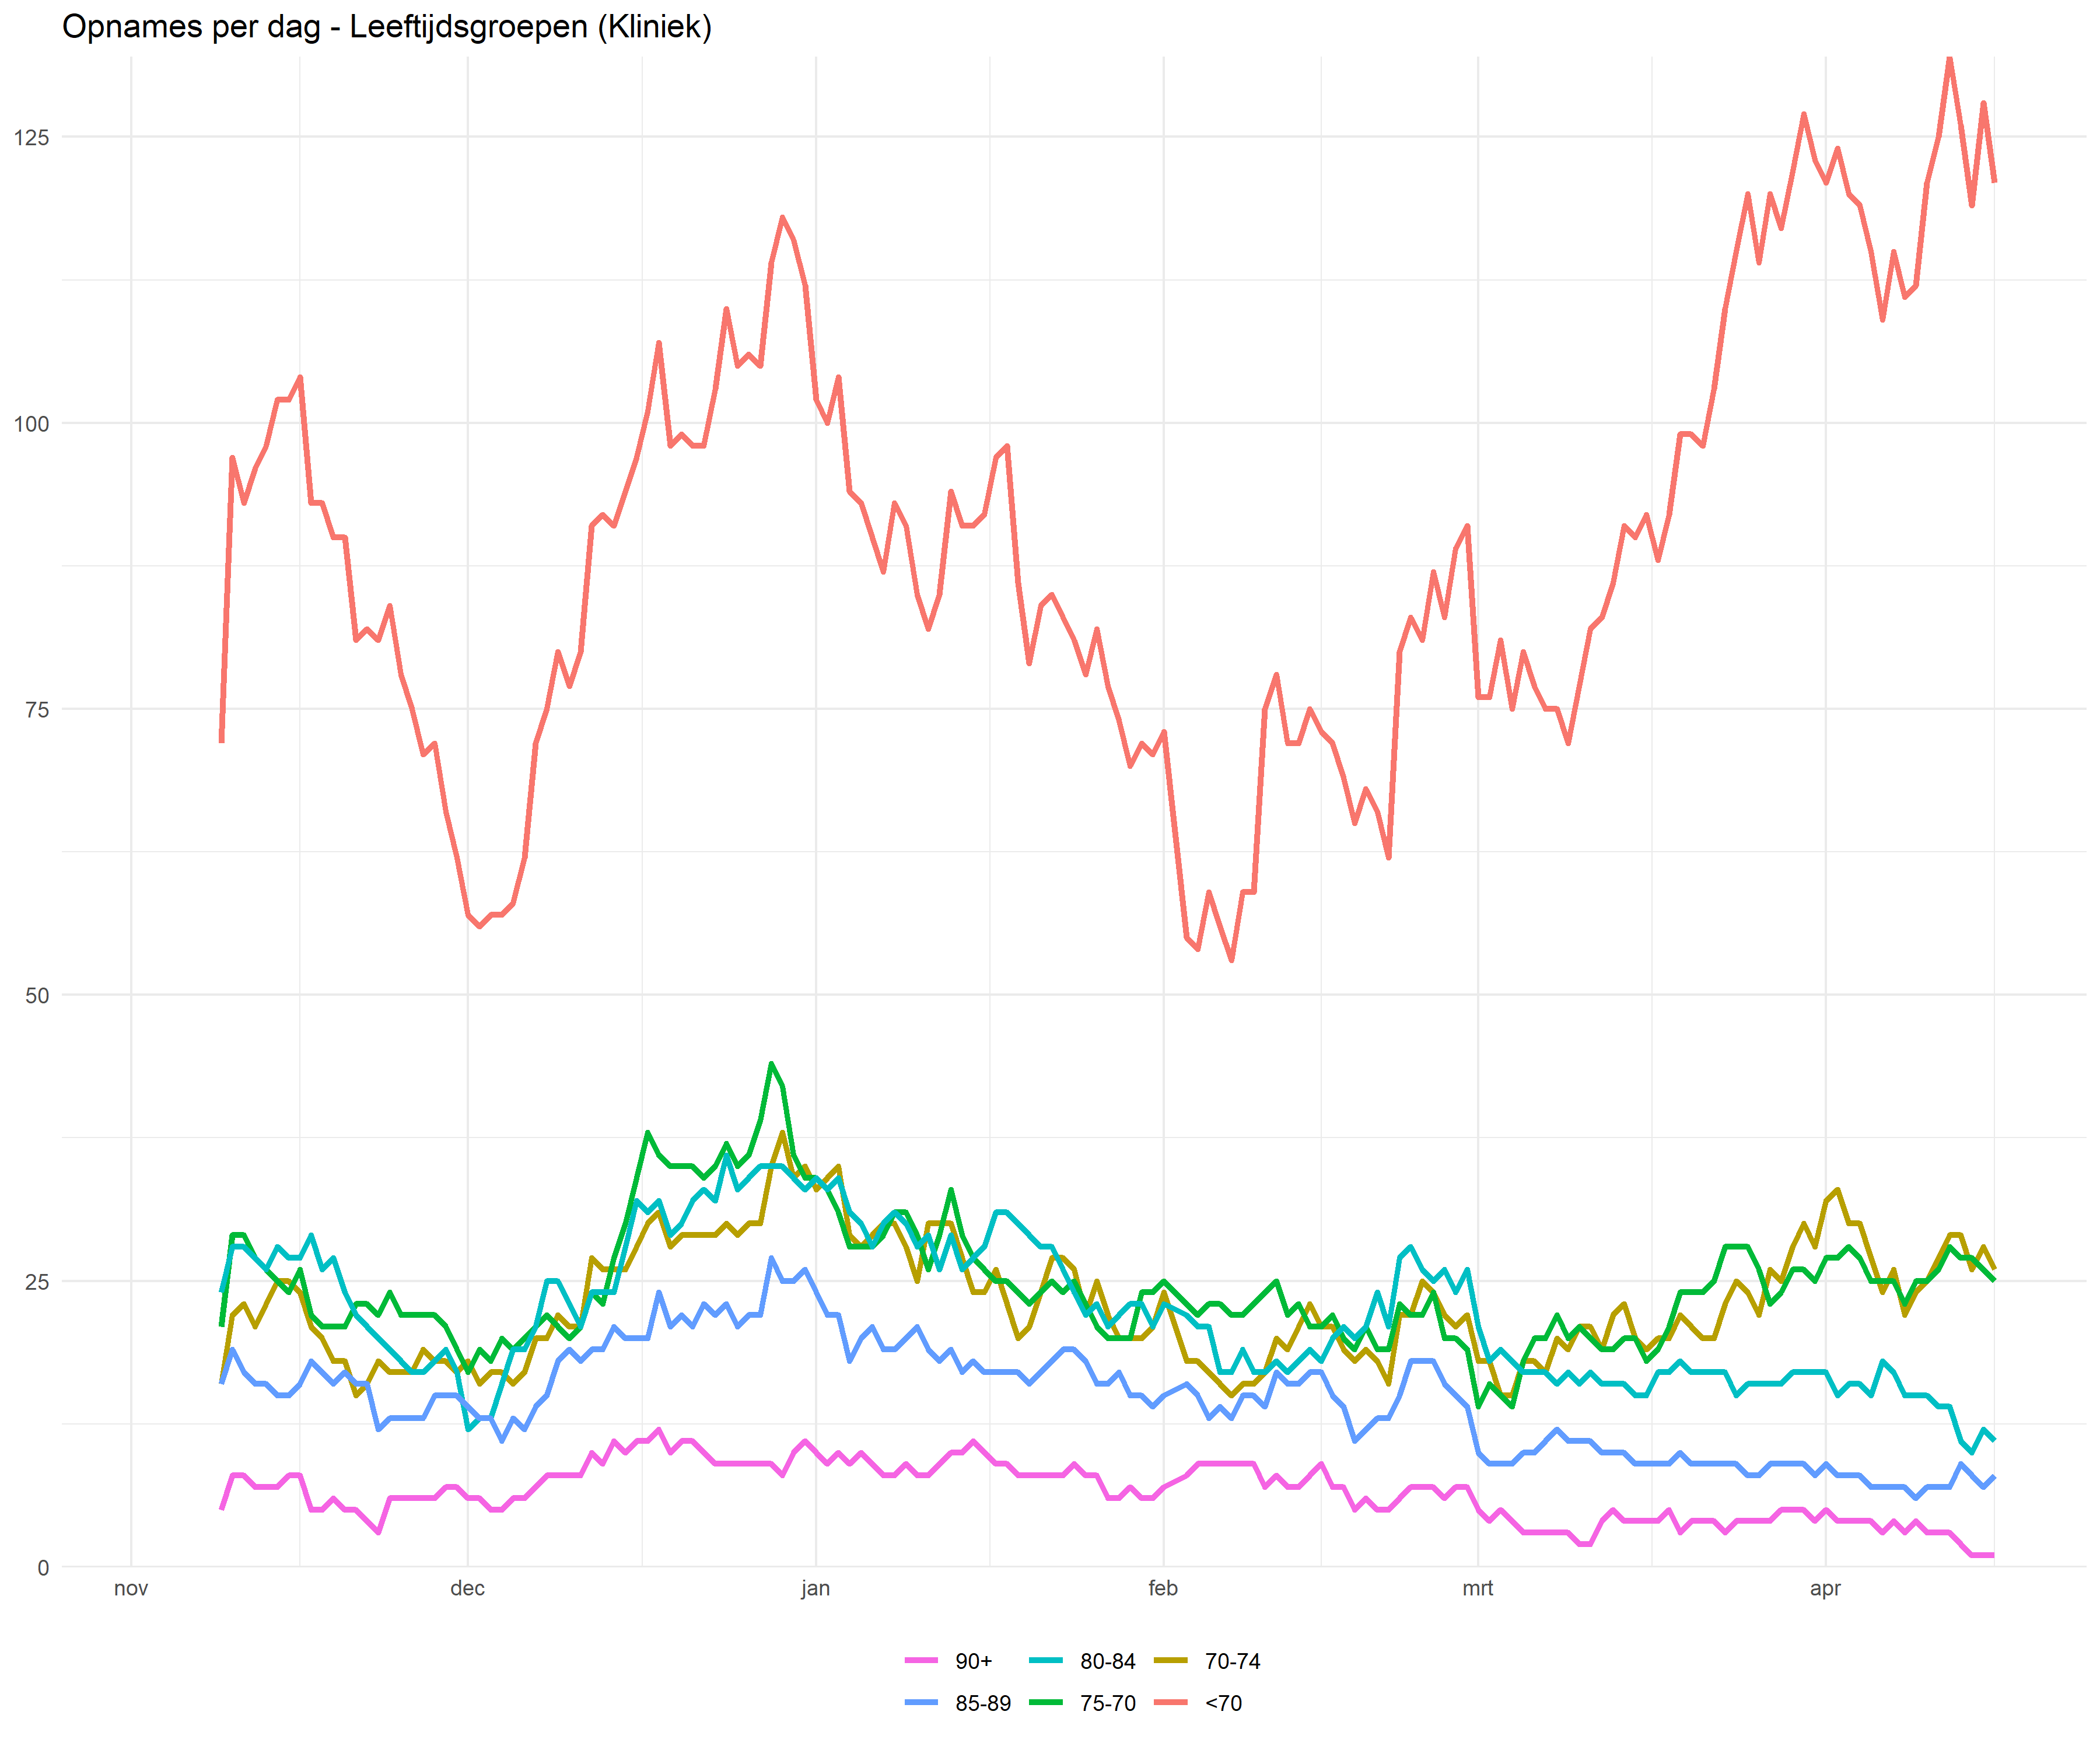 Opnames per dag - Leeftijdsgroepen (Kliniek)
125
100
75
50
25
0
nov dec jan feb mrt apr
90+ 80-84 70-74
85-89 75-70 <70